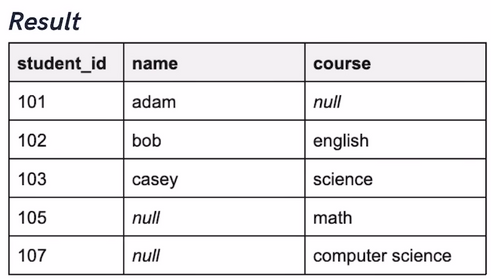 Result
student_id name course
101 adam null
102 bob english
103 casey science
105 null math
107 null computer science